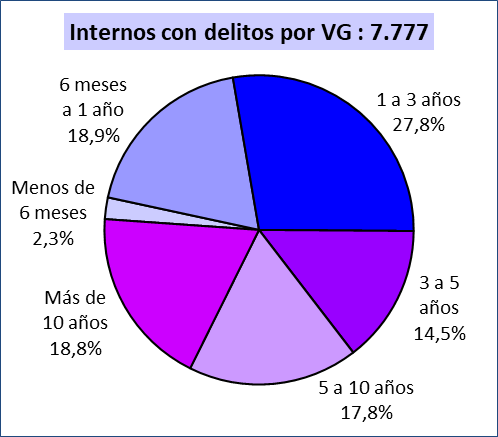 Internos con delitos por VG : 7.777
6 meses
a 1 año
18,9%
1 a 3 años
27,8%
Menos de
6 meses
2,3%
3 a 5
años
14,5%
Más de
10 años
18,8%
5 a 10 años
17,8%